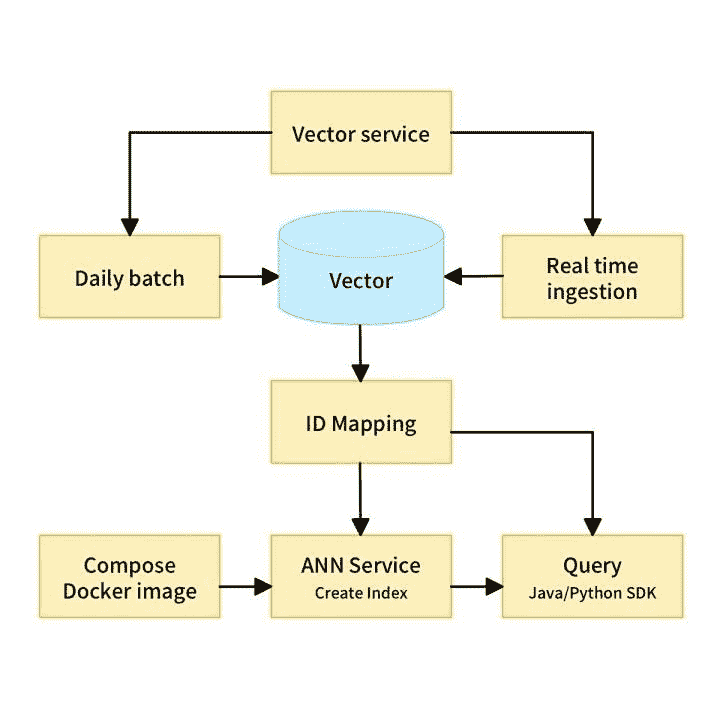 Vector service
Daily batch
Vector
Real time
ingestion
ID Mapping
Compose
Docker image
ANN Service
Create Index
Query
Java/Python SDK